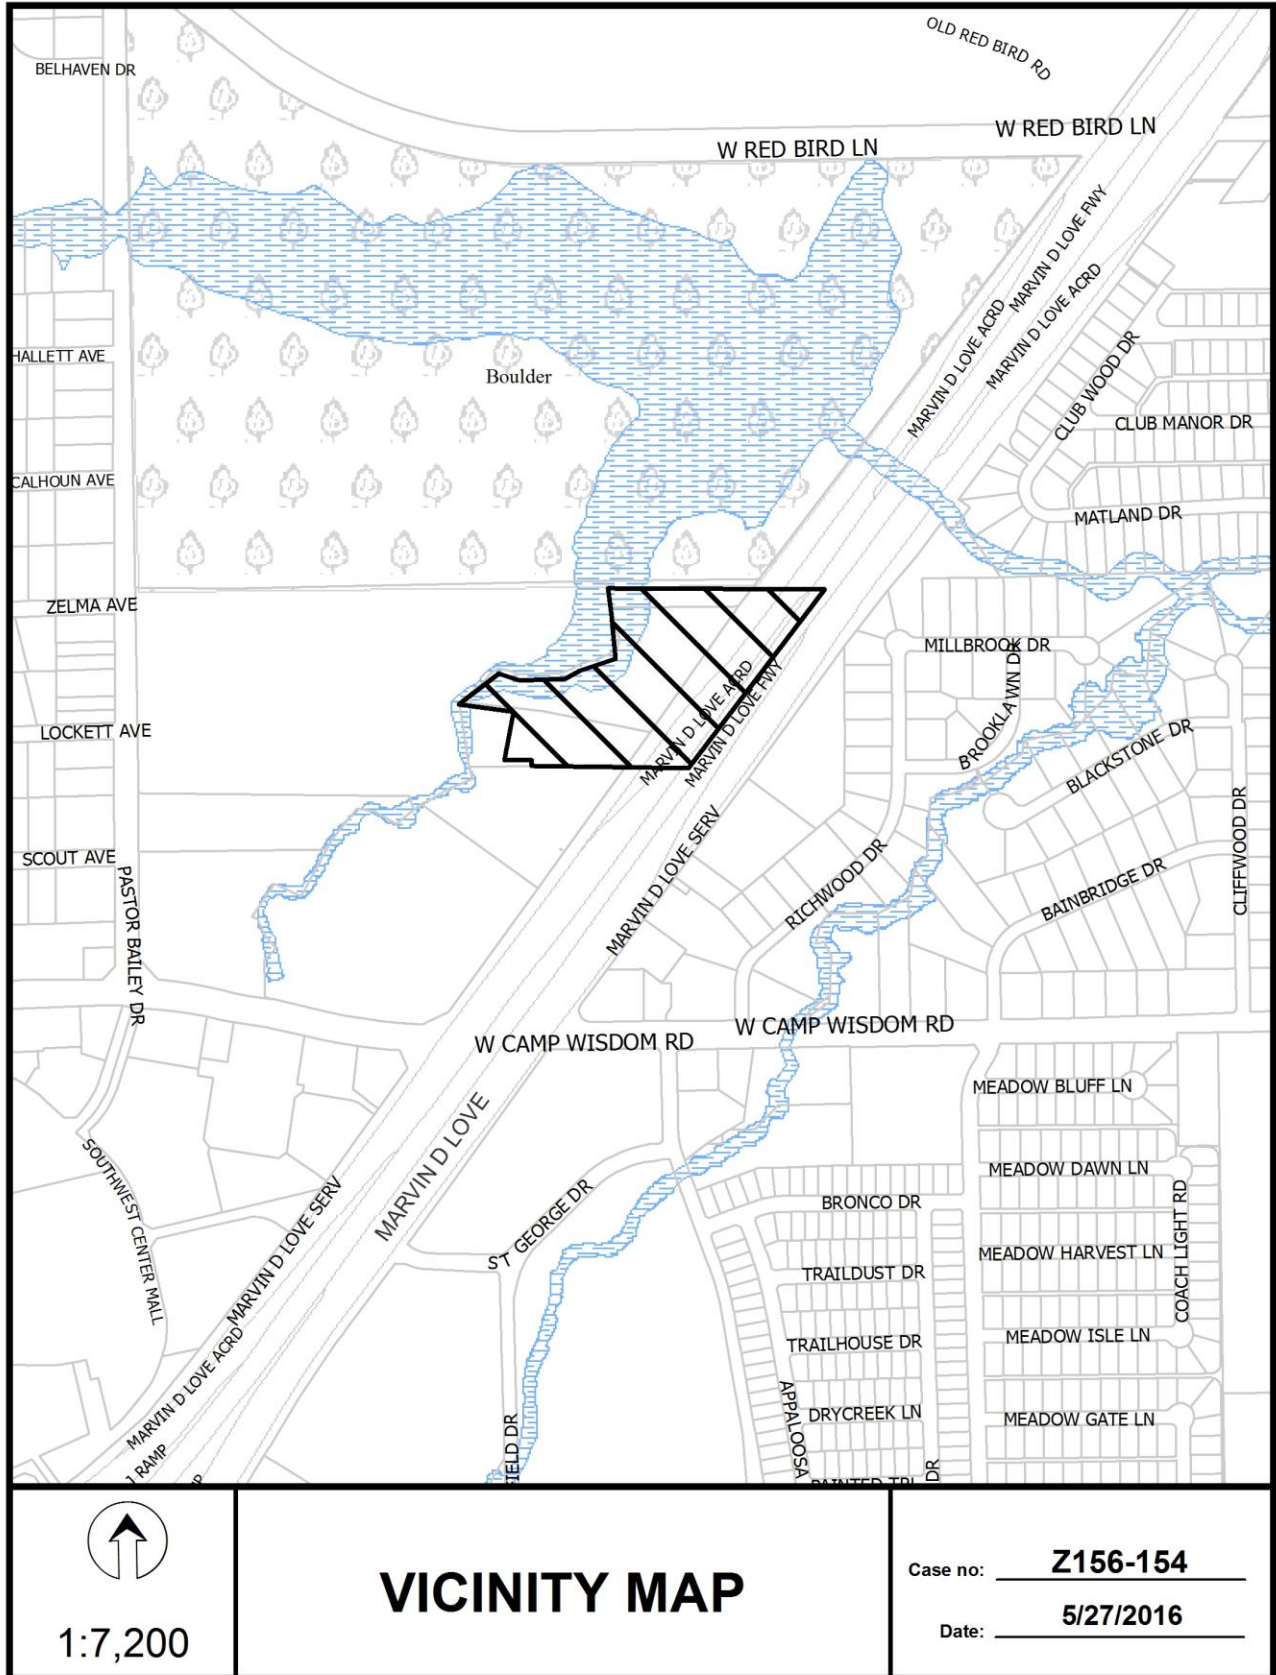 OLD RED BIRD RD
BELHAVEN DR
W RED BIRD LN
W RED BIRD LN
MARVIN D LOVE FWY
MARVIN D LOVE ACRD
MARVIN D LOVE ACRD
CLUB WOOD DR
HALLETT AVE
Boulder
CLUB MANOR DR
CALHOUN AVE
MATLAND DR
ZELMA AVE
MILLBROOK DR
BROOKLAWN DR
MARVIN D LOVE ACRD
MARVIN D LOVE FWY
LOCKETT AVE
BLACKSTONE DR
CLIFFWOOD DR
MARVIN D LOVE SERV
SCOUT AVE
RICHWOOD DR
BAINBRIDGE DR
PASTOR BAILEY DR
W CAMP WISDOM RD
W CAMP WISDOM RD
MEADOW BLUFF LN
MARVIN D LOVE
SOUTHWEST CENTER MALL
MEADOW DAWN LN
MARVIN D LOVE SERV
ST GEORGE DR
BRONCO DR
COACH LIGHT RD
MEADOW HARVEST LN
TRAILDUST DR
MARVIN D LOVE ACRD
TRAILHOUSE DR
MEADOW ISLE LN
APPALOOSA
DRYCREEK LN
MEADOW GATE LN
RAMP
IELD DR
DR
1:7,200
VICINITY MAP
Case no: Z156-154
Date: 5/27/2016